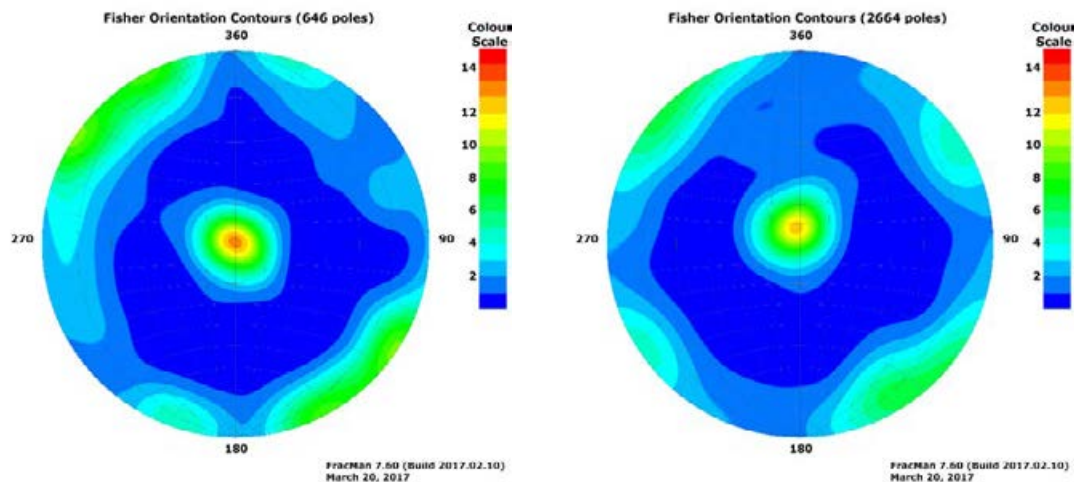 Fisher Orientation Contours (646 poles)
360
270
90
180
Colour
Scale
14
12
10
8
6
4
2
FracMan 7.60 (Build 2017.02.10)
March 20, 2017
Fisher Orientation Contours (2664 poles)
360
270
90
180
Colour
Scale
14
12
10
8
6
4
2
FracMan 7.60 (Build 2017.02.10)
March 20, 2017